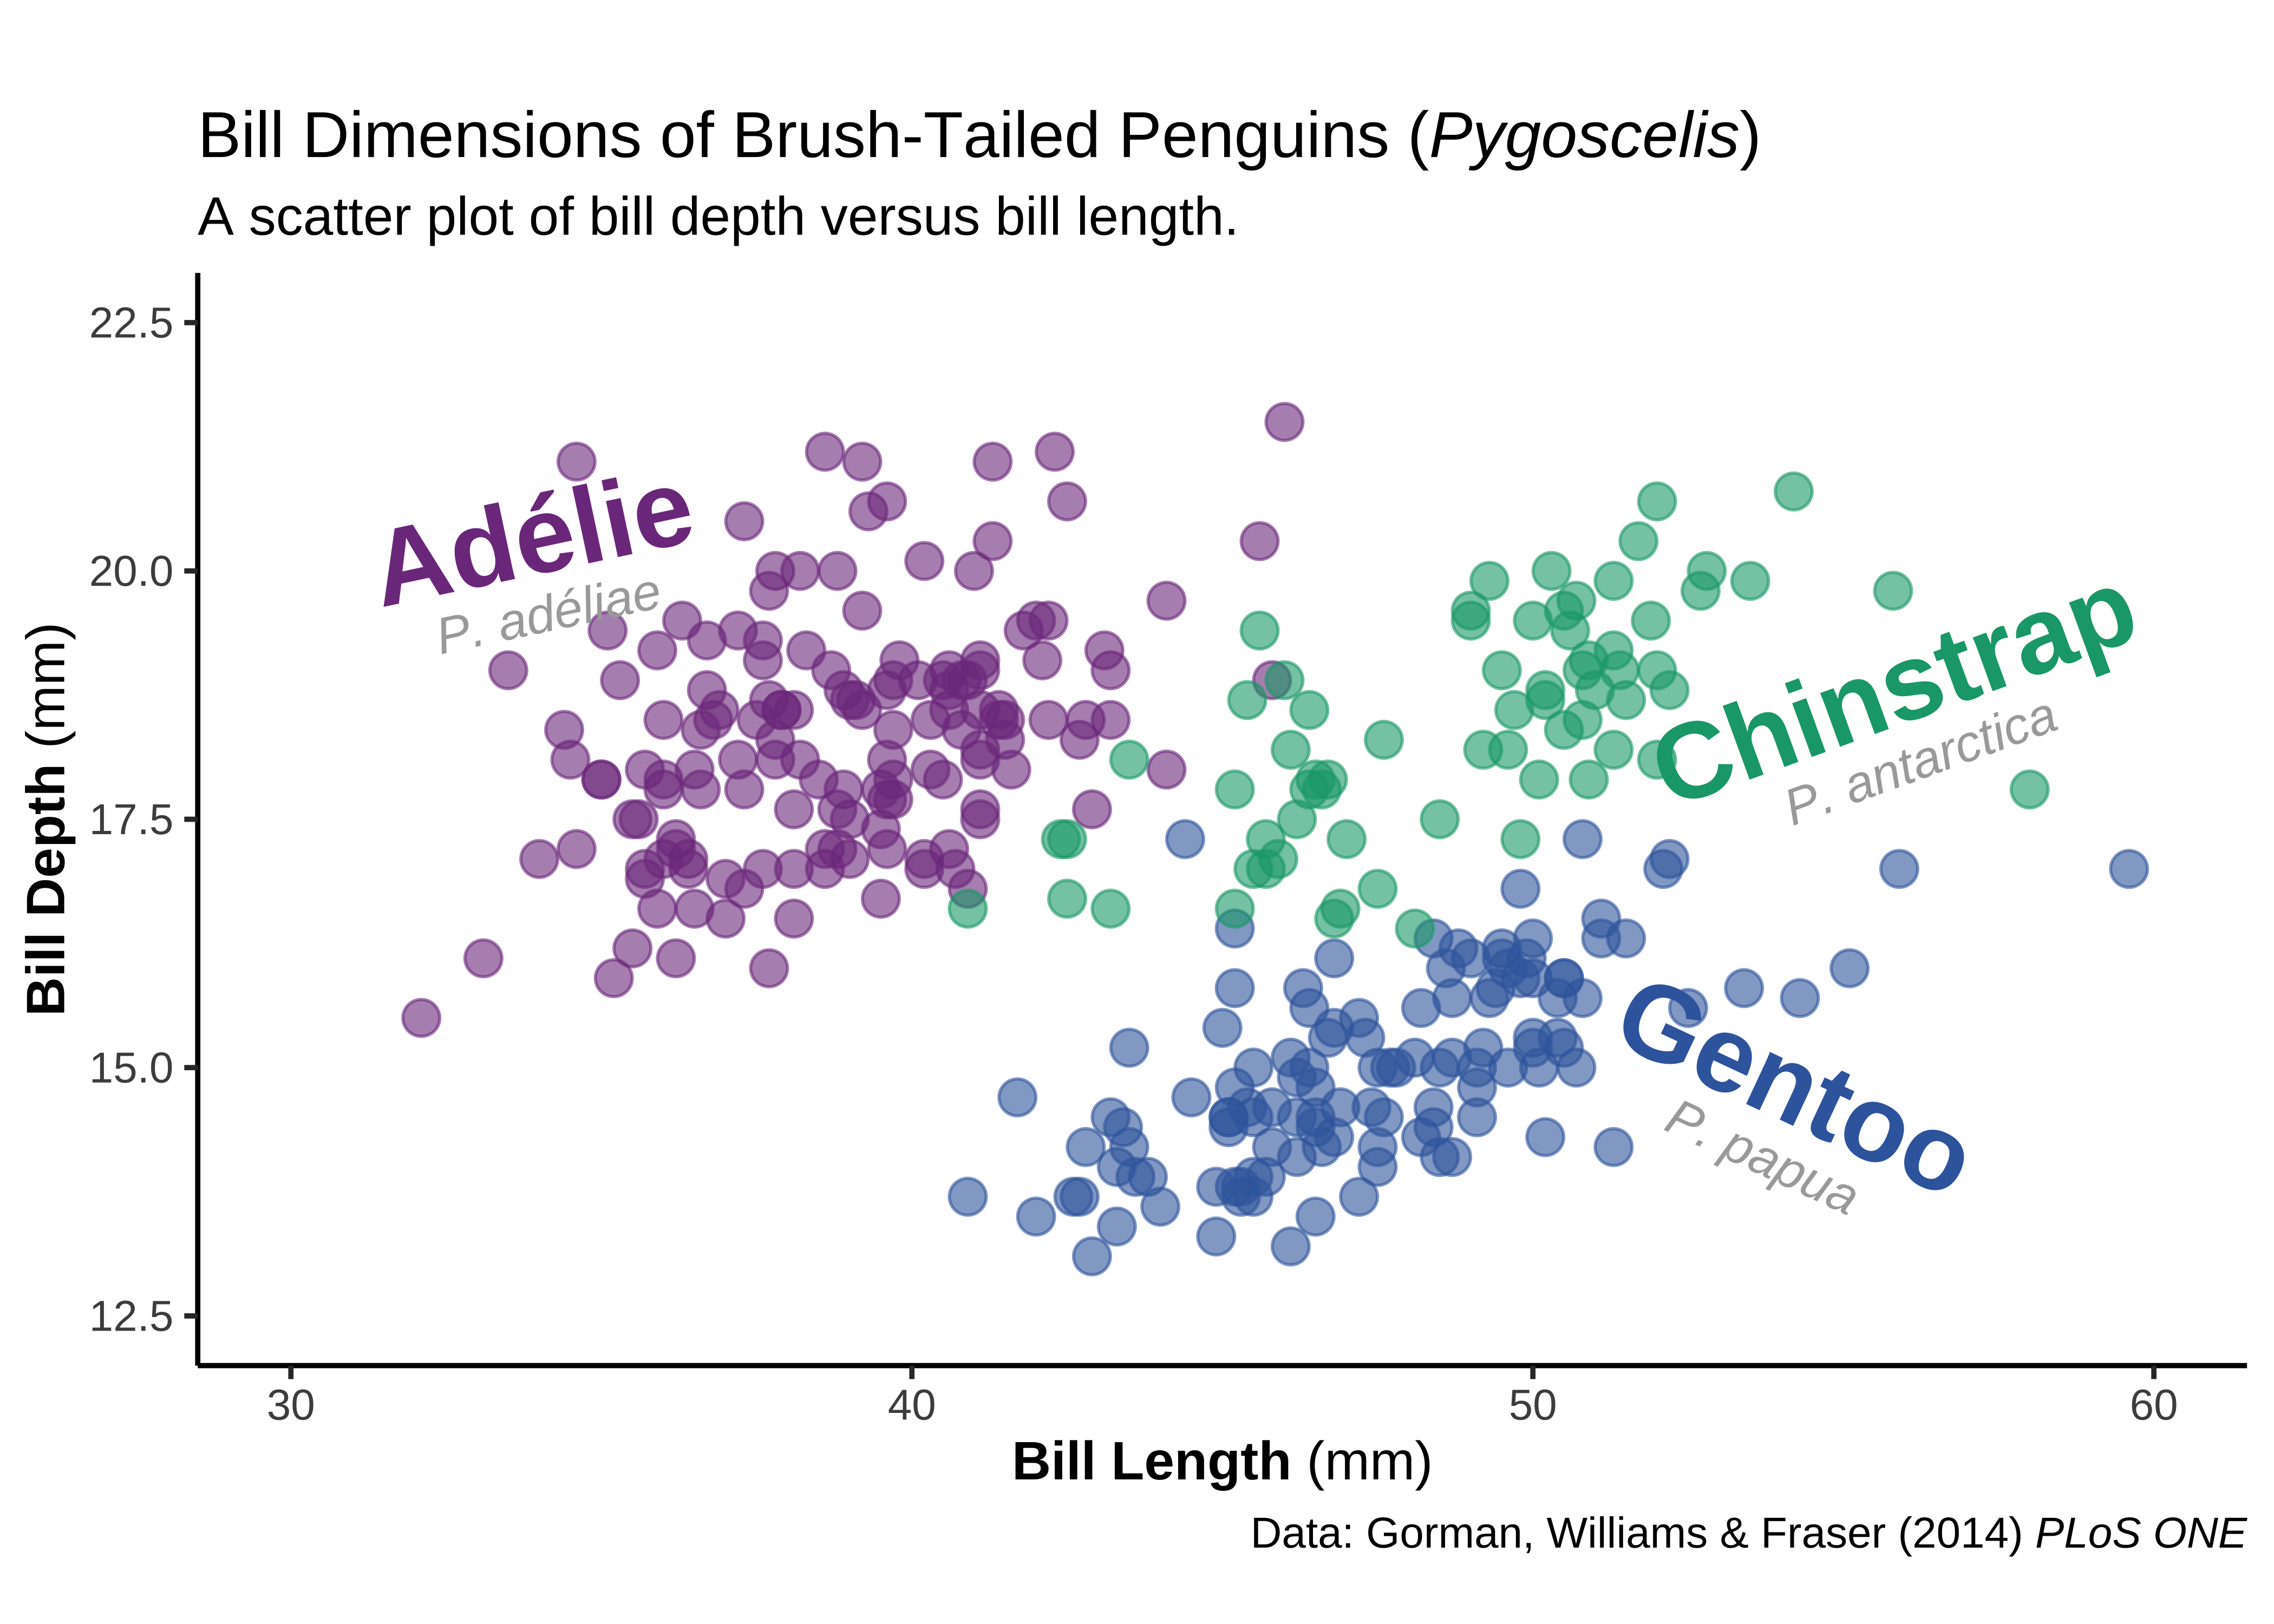 Bill Dimensions of Brush-Tailed Penguins (Pygoscelis)
A scatter plot of bill depth versus bill length.
Bill Depth (mm)
22.5
20.0
17.5
15.0
12.5
Adélie
P. adéliae
Chinstrap
P. antarctica
Gentoo
P. papua
30 40 50 60
Bill Length (mm)
Data: Gorman, Williams & Fraser (2014) PLoS ONE